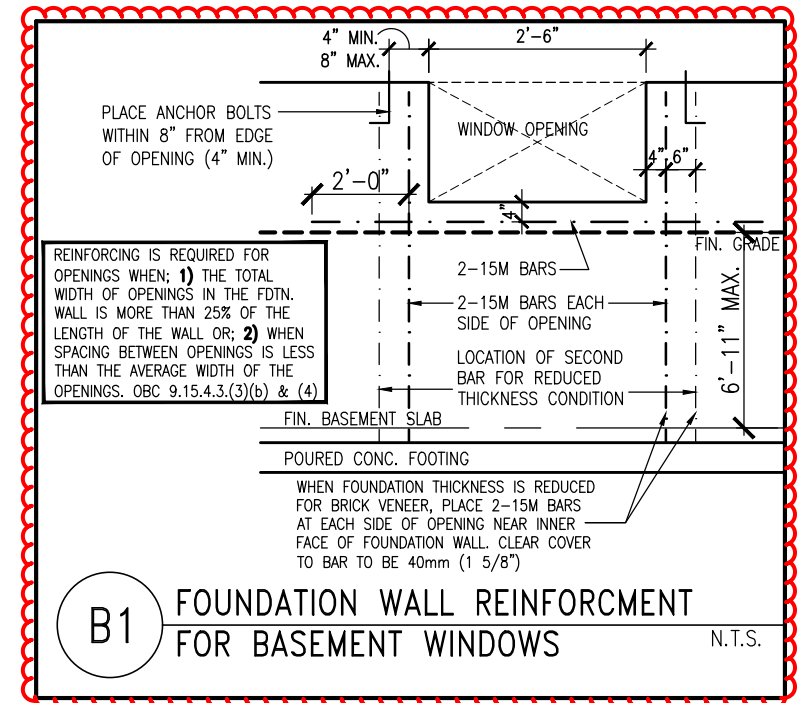 4" MIN.
8" MAX.
2'-6"
PLACE ANCHOR BOLTS
WITHIN 8" FROM EDGE
OF OPENING (4" MIN.)
WINDOW OPENING
4" 6"
2'-0"
4"
FIN. GRADE
REINFORCING IS REQUIRED FOR
OPENINGS WHEN; 1) THE TOTAL
WIDTH OF OPENINGS IN THE FDTN.
WALL IS MORE THAN 25% OF THE
LENGTH OF THE WALL OR; 2) WHEN
SPACING BETWEEN OPENINGS IS LESS
THAN THE AVERAGE WIDTH OF THE
OPENINGS. OBC 9.15.4.3.(3)(b) & (4)
2-15M BARS
2-15M BARS EACH
SIDE OF OPENING
LOCATION OF SECOND
BAR FOR REDUCED
THICKNESS CONDITION
6'-11" MAX.
FIN. BASEMENT SLAB
POURED CONC. FOOTING
WHEN FOUNDATION THICKNESS IS REDUCED
FOR BRICK VENEER, PLACE 2-15M BARS
AT EACH SIDE OF OPENING NEAR INNER
FACE OF FOUNDATION WALL. CLEAR COVER
TO BAR TO BE 40mm (1 5/8")
B1
FOUNDATION WALL REINFORCMENT
FOR BASEMENT WINDOWS
N.T.S.